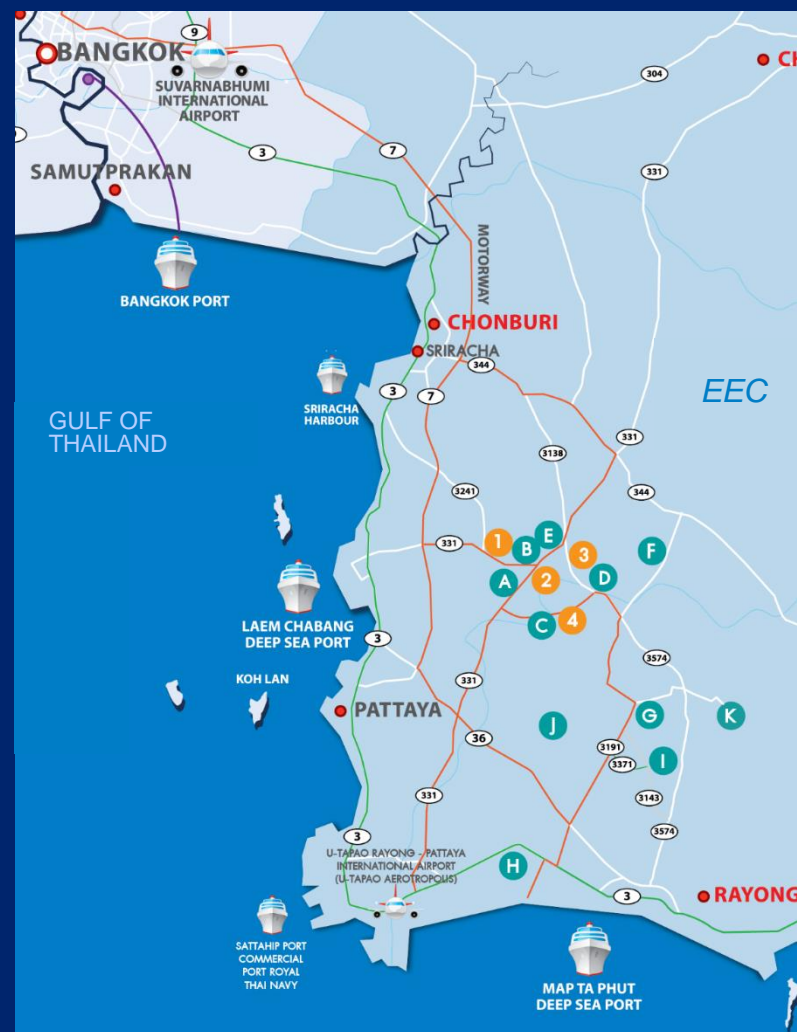 9
BANGKOK
CH
SUVARNABHUMI
INTERNATIONAL
AIRPORT
304
3
7
331
SAMUTPRAKAN
MOTORWAY
BANGKOK PORT
CHONBURI
SRIRACHA
344
3
7
EEC
SRIRACHA
HARBOUR
GULF OF
THAILAND
331
3138
3241
344
1
E
331
B
3
F
A
2
D
LAEM CHABANG
DEEP SEA PORT
C
4
3
3574
KOH LAN
331
PATTAYA
J
G
K
36
3191
3371
I
331
3143
3574
3
U-TAPAO RAYONG - PATTAYA
INTERNATIONAL AIRPORT
(U-TAPAO AEROTROPOLIS)
H
3
RAYONG
SATTAHIP PORT
COMMERCIAL
PORT ROYAL
THAI NAVY
MAP TA PHUT
DEEP SEA PORT